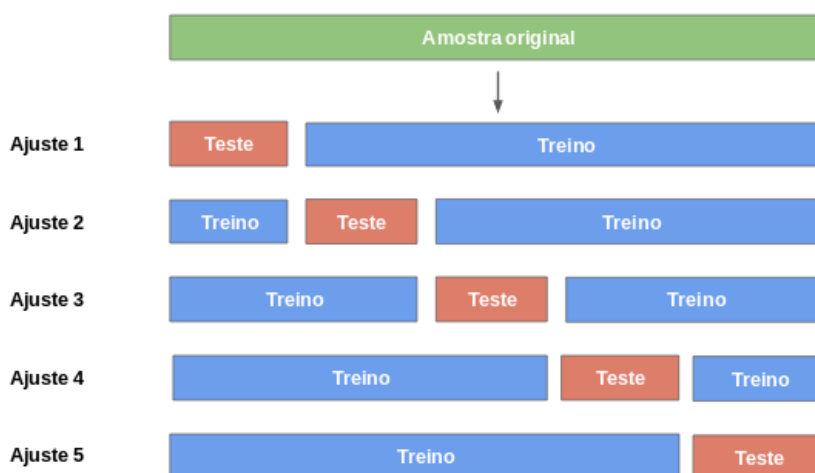 Amostra original
Ajuste 1 Teste Treino
Ajuste 2 Treino Teste Treino
Ajuste 3 Treino Teste Treino
Ajuste 4 Treino Teste Treino
Ajuste 5 Treino Teste